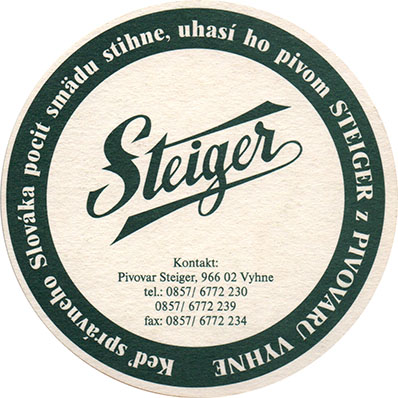 Keď správneho Slováka pocit smädu stihne, uhasí ho pivom STEIGER z PIVOVARU VYHNE
Steiger
Kontakt:
Pivovar Steiger, 966 02 Vyhne
tel.: 0857/ 6772 230
0857/ 6772 239
fax: 0857/ 6772 234